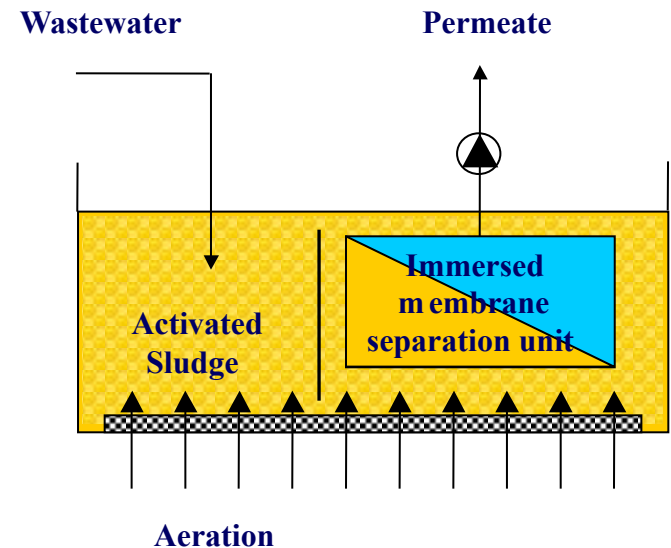 Wastewater
Permeate
Immersed
m embrane
separation unit
Activated
Sludge
Aeration